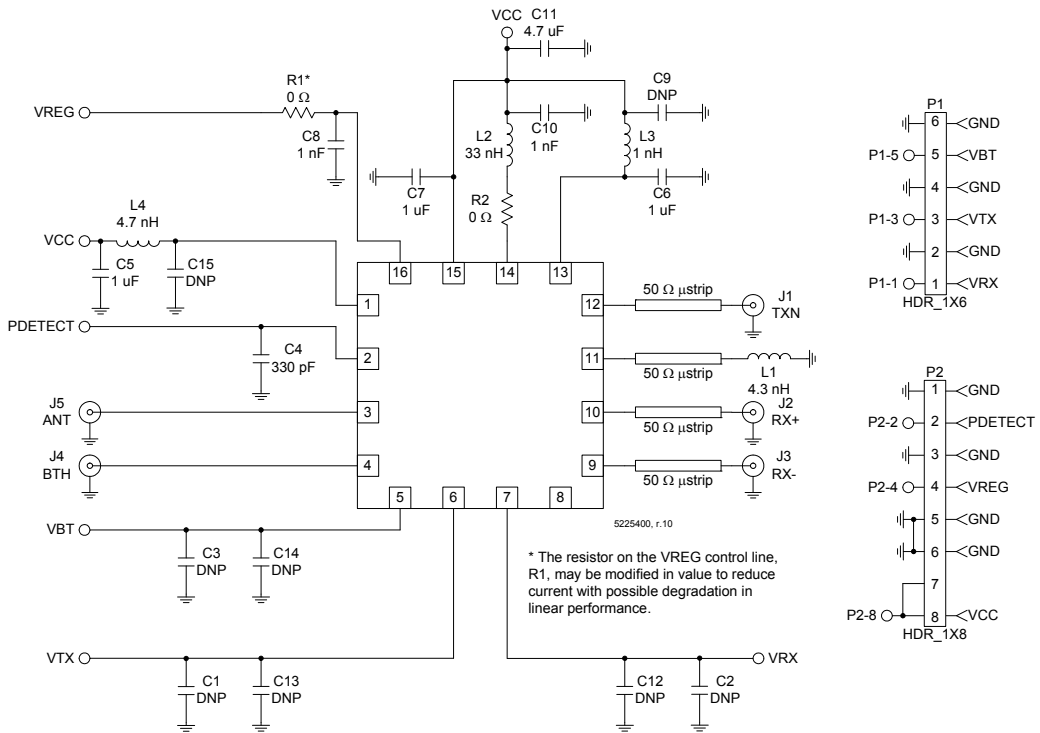 VCC
C11
4.7 uF
R1*
0 Ω
VREG
C8
1 nF
C9
DNP
C10
1 nF
L2
33 nH
L3
1 nH
C7
1 uF
R2
0 Ω
C6
1 uF
L4
4.7 nH
VCC
C5
1 uF
C15
DNP
16
15
14
13
1
2
3
4
12
11
10
9
5
6
7
8
PDETECT
C4
330 pF
J5
ANT
J4
BTH
50 Ω µstrip
J1
TXN
50 Ω µstrip
L1
4.3 nH
50 Ω µstrip
J2
RX+
50 Ω µstrip
J3
RX-
5225400, r.10
VBT
C3
DNP
C14
DNP
* The resistor on the VREG control line,
R1, may be modified in value to reduce
current with possible degradation in
linear performance.
VTX
C1
DNP
C13
DNP
VRX
C12
DNP
C2
DNP
P1
6 GND
P1-5 5 VBT
4 GND
P1-3 3 VTX
2 GND
P1-1 1 VRX
HDR_1X6
P2
1 GND
P2-2 2 PDETECT
3 GND
P2-4 4 VREG
5 GND
6 GND
7
P2-8 8 VCC
HDR_1X8